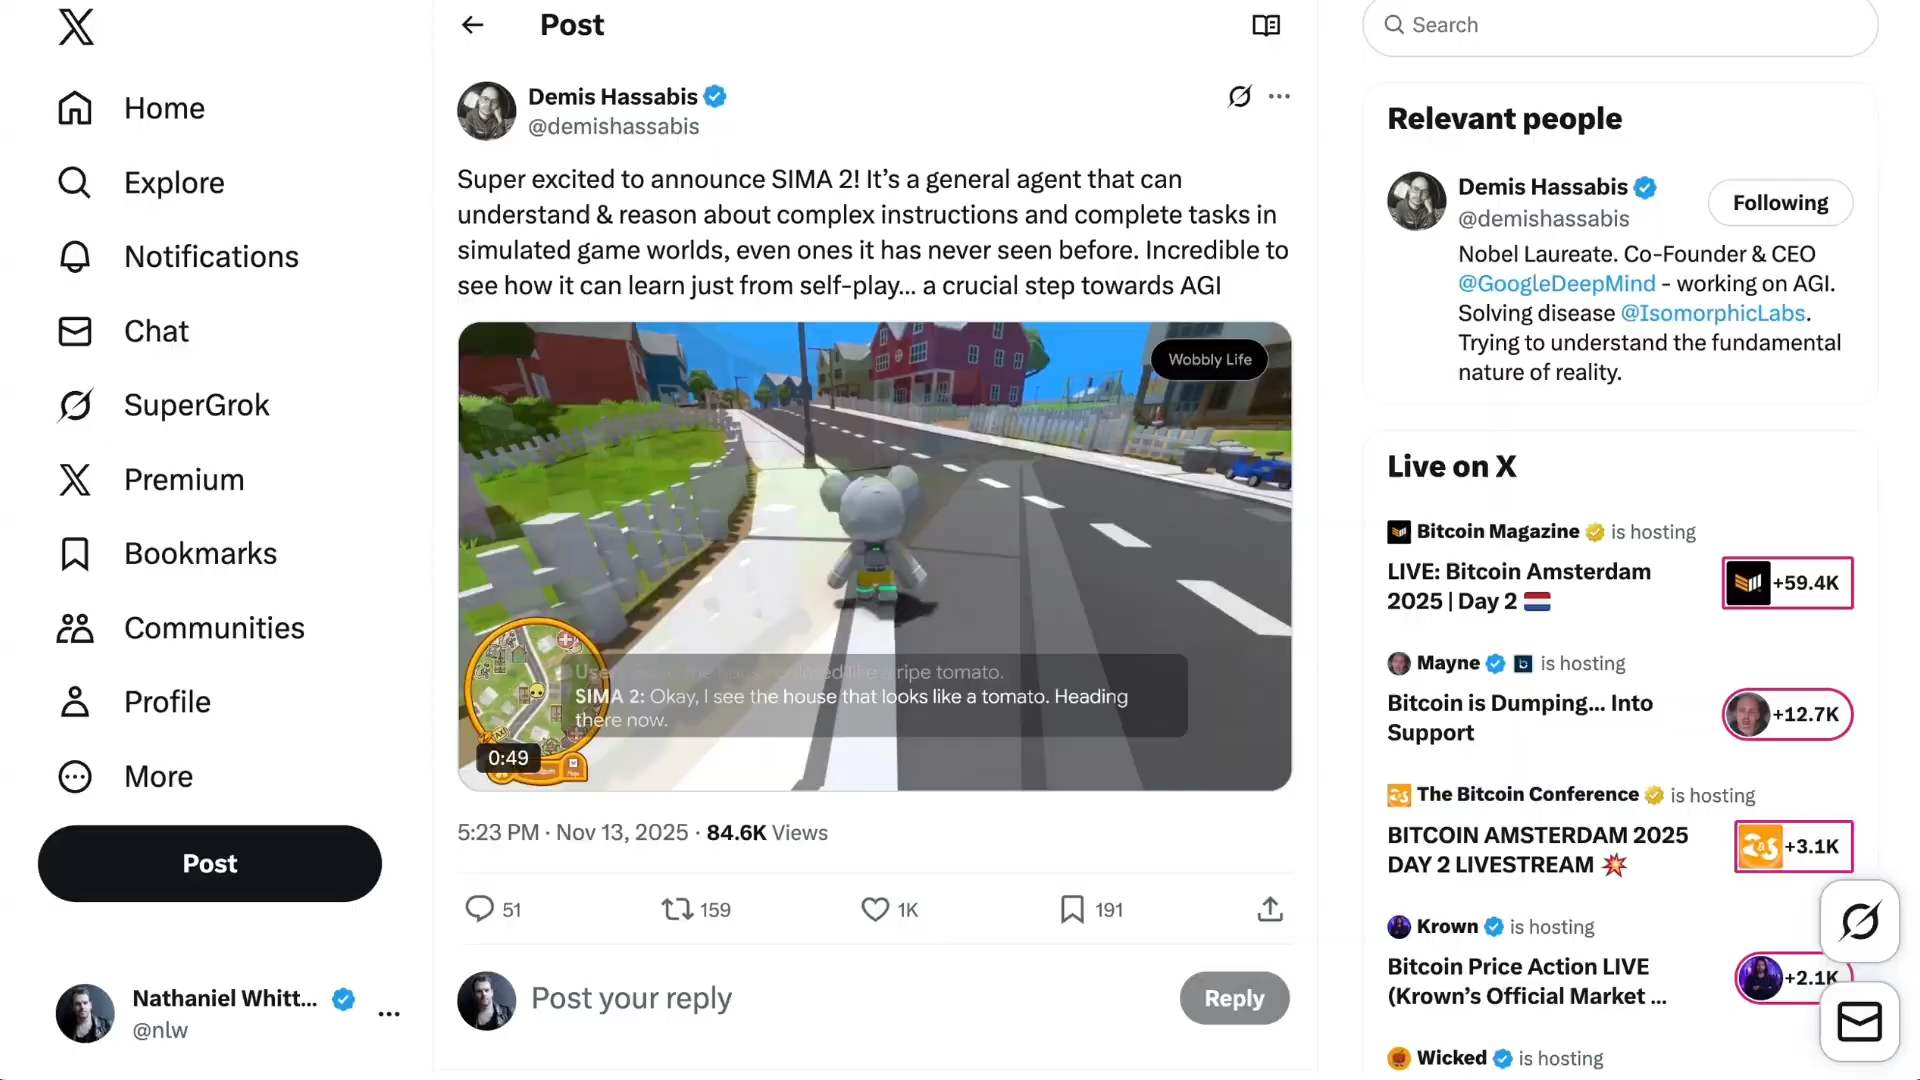 Home
Explore
Notifications
Chat
SuperGrok
Premium
Bookmarks
Communities
Profile
More
Post
Nathaniel Whitt...
@nlw
Post
Demis Hassabis
@demishassabis
Super excited to announce SIMA 2! It’s a general agent that can
understand & reason about complex instructions and complete tasks in
simulated game worlds, even ones it has never seen before. Incredible to
see how it can learn just from self-play... a crucial step towards AGI
Wobbly Life
ripe tomato.
SIMA 2: Okay, I see the house that looks like a tomato. Heading
there now.
0:49
5:23 PM · Nov 13, 2025 · 84.6K Views
51 159 1K 191
Post your reply
Reply
Search
Relevant people
Demis Hassabis
@demishassabis
Following
Nobel Laureate. Co-Founder & CEO
@GoogleDeepMind - working on AGI.
Solving disease @IsomorphicLabs.
Trying to understand the fundamental
nature of reality.
Live on X
Bitcoin Magazine is hosting
LIVE: Bitcoin Amsterdam
2025 | Day 2
+59.4K
Mayne is hosting
Bitcoin is Dumping... Into
Support
+12.7K
The Bitcoin Conference is hosting
BITCOIN AMSTERDAM 2025
DAY 2 LIVESTREAM
+3.1K
Krown is hosting
Bitcoin Price Action LIVE
(Krown’s Official Market ...
+2.1K
Wicked is hosting